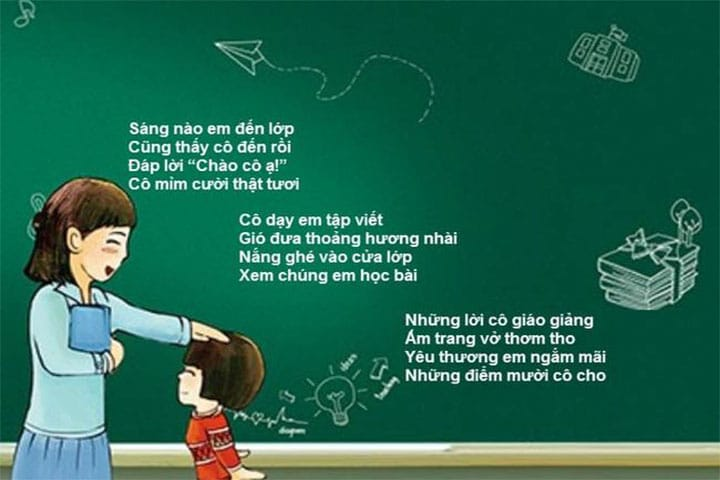 Sáng nào em đến lớp
Cũng thấy cô đến rồi
Đáp lời “Chào cô ạ!”
Cô mỉm cười thật tươi
Cô dạy em tập viết
Gió đưa thoảng hương nhài
Nắng ghé vào cửa lớp
Xem chúng em học bài
Những lời cô giáo giảng
Ấm trang vở thơm tho
Yêu thương em ngắm mãi
Những điểm mười cô cho
ideas